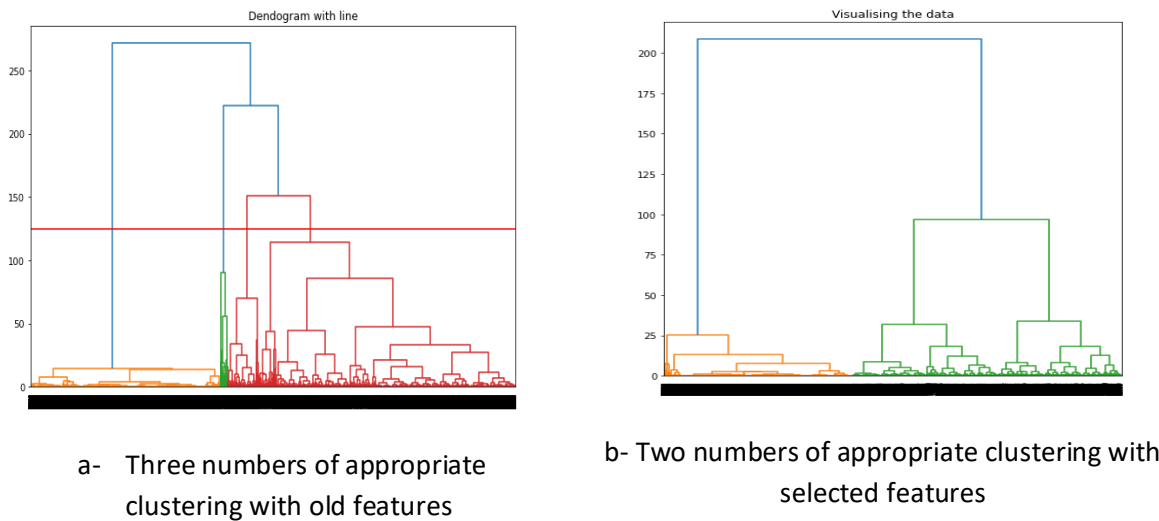 Dendogram with line
250
200
150
100
50
0
a- Three numbers of appropriate
clustering with old features
Visualising the data
200
175
150
125
100
75
50
25
0
b- Two numbers of appropriate clustering with
selected features